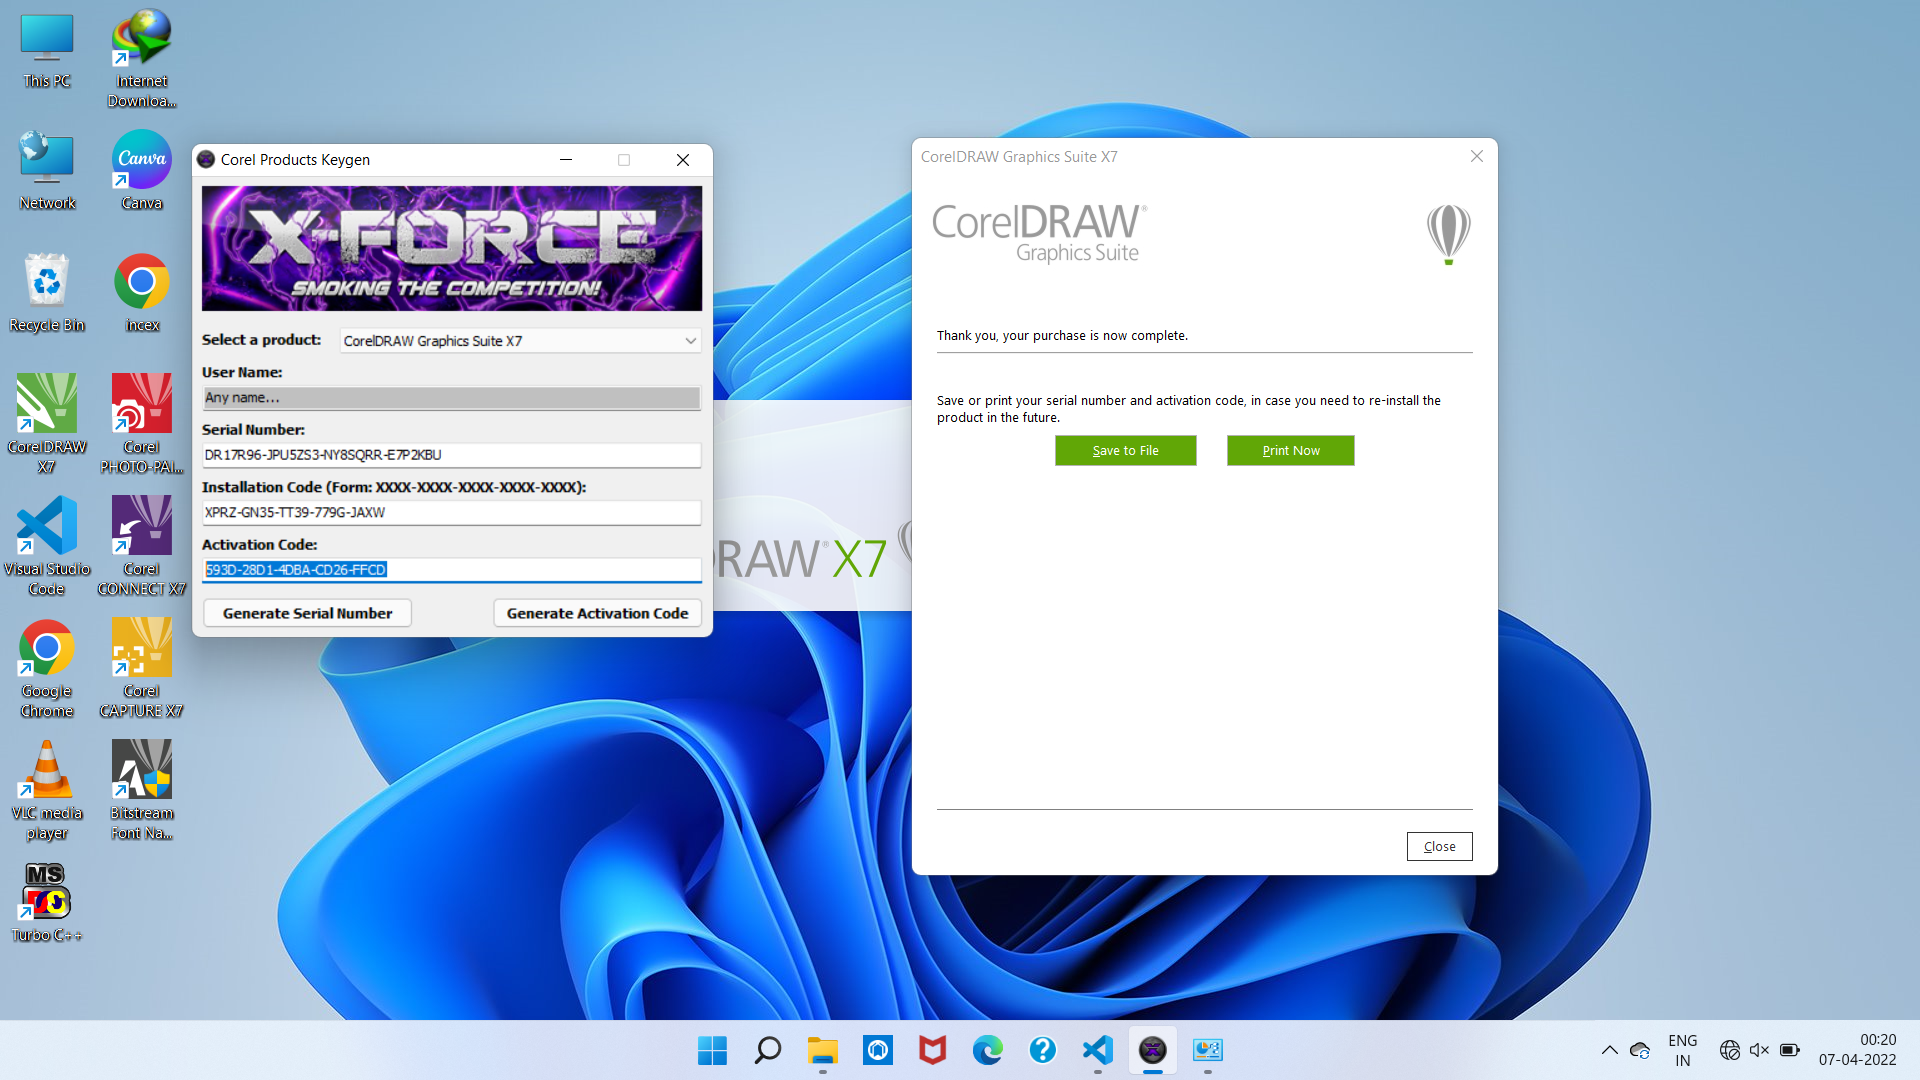 This PC
Internet
Downloa...
Network
Canva
Recycle Bin
incex
CorelDRAW
X7
Corel
PHOTO-PAI...
Visual Studio
Code
Corel
CONNECT X7
Google
Chrome
Corel
CAPTURE X7
VLC media
player
Bitstream
Font Na...
MS
Turbo C++
Corel Products Keygen
X-FORCE
SMOKING THE COMPETITION!
Select a product:
CorelDRAW Graphics Suite X7
User Name:
Any name...
Serial Number:
DR17R96-JPU5ZS3-NY8SQRR-E7P2KBU
Installation Code (Form: XXXX-XXXX-XXXX-XXXX-XXXX):
XPRZ-GN35-TT39-779G-JAXW
Activation Code:
593D-28D1-4DBA-CD26-FFCD
Generate Serial Number
Generate Activation Code
DRAW® X7
CorelDRAW Graphics Suite X7
CorelDRAW®
Graphics Suite
Thank you, your purchase is now complete.
Save or print your serial number and activation code, in case you need to re-install the
product in the future.
Save to File
Print Now
Close
ENG
IN
00:20
07-04-2022